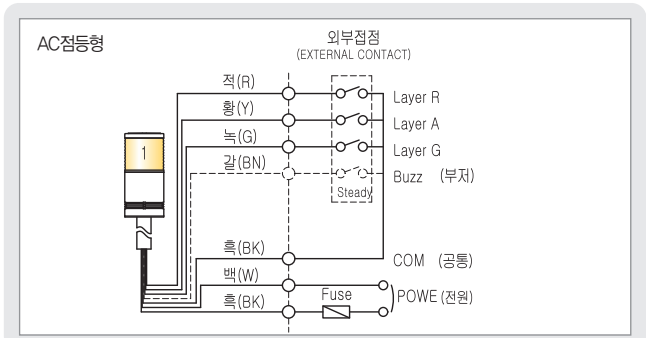 AC점등형
외부접점
(EXTERNAL CONTACT)
적(R)
Layer R
황(Y)
Layer A
녹(G)
Layer G
갈(BN)
Buzz (부저)
Steady
1
흑(BK)
COM (공통)
백(W)
Fuse
POWE (전원)
흑(BK)